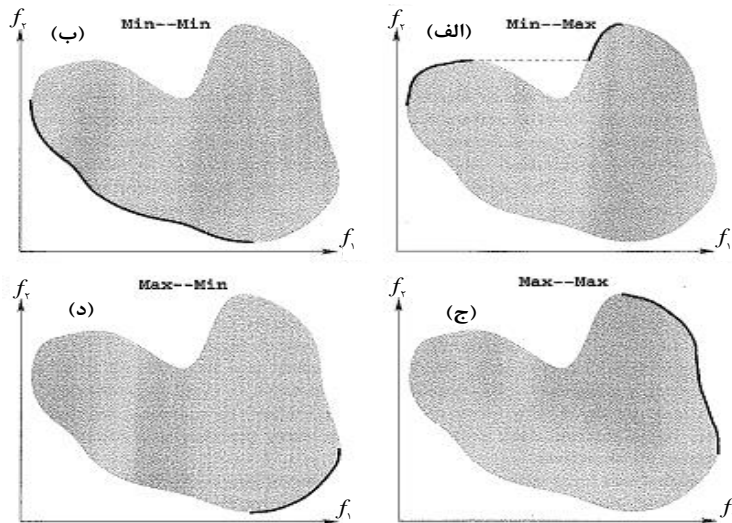 f₂ (ب) Min--Min
f₁
f₂ (الف) Min--Max
f₁
f₂ (د) Max--Min
f₁
f₂ (ج) Max--Max
f